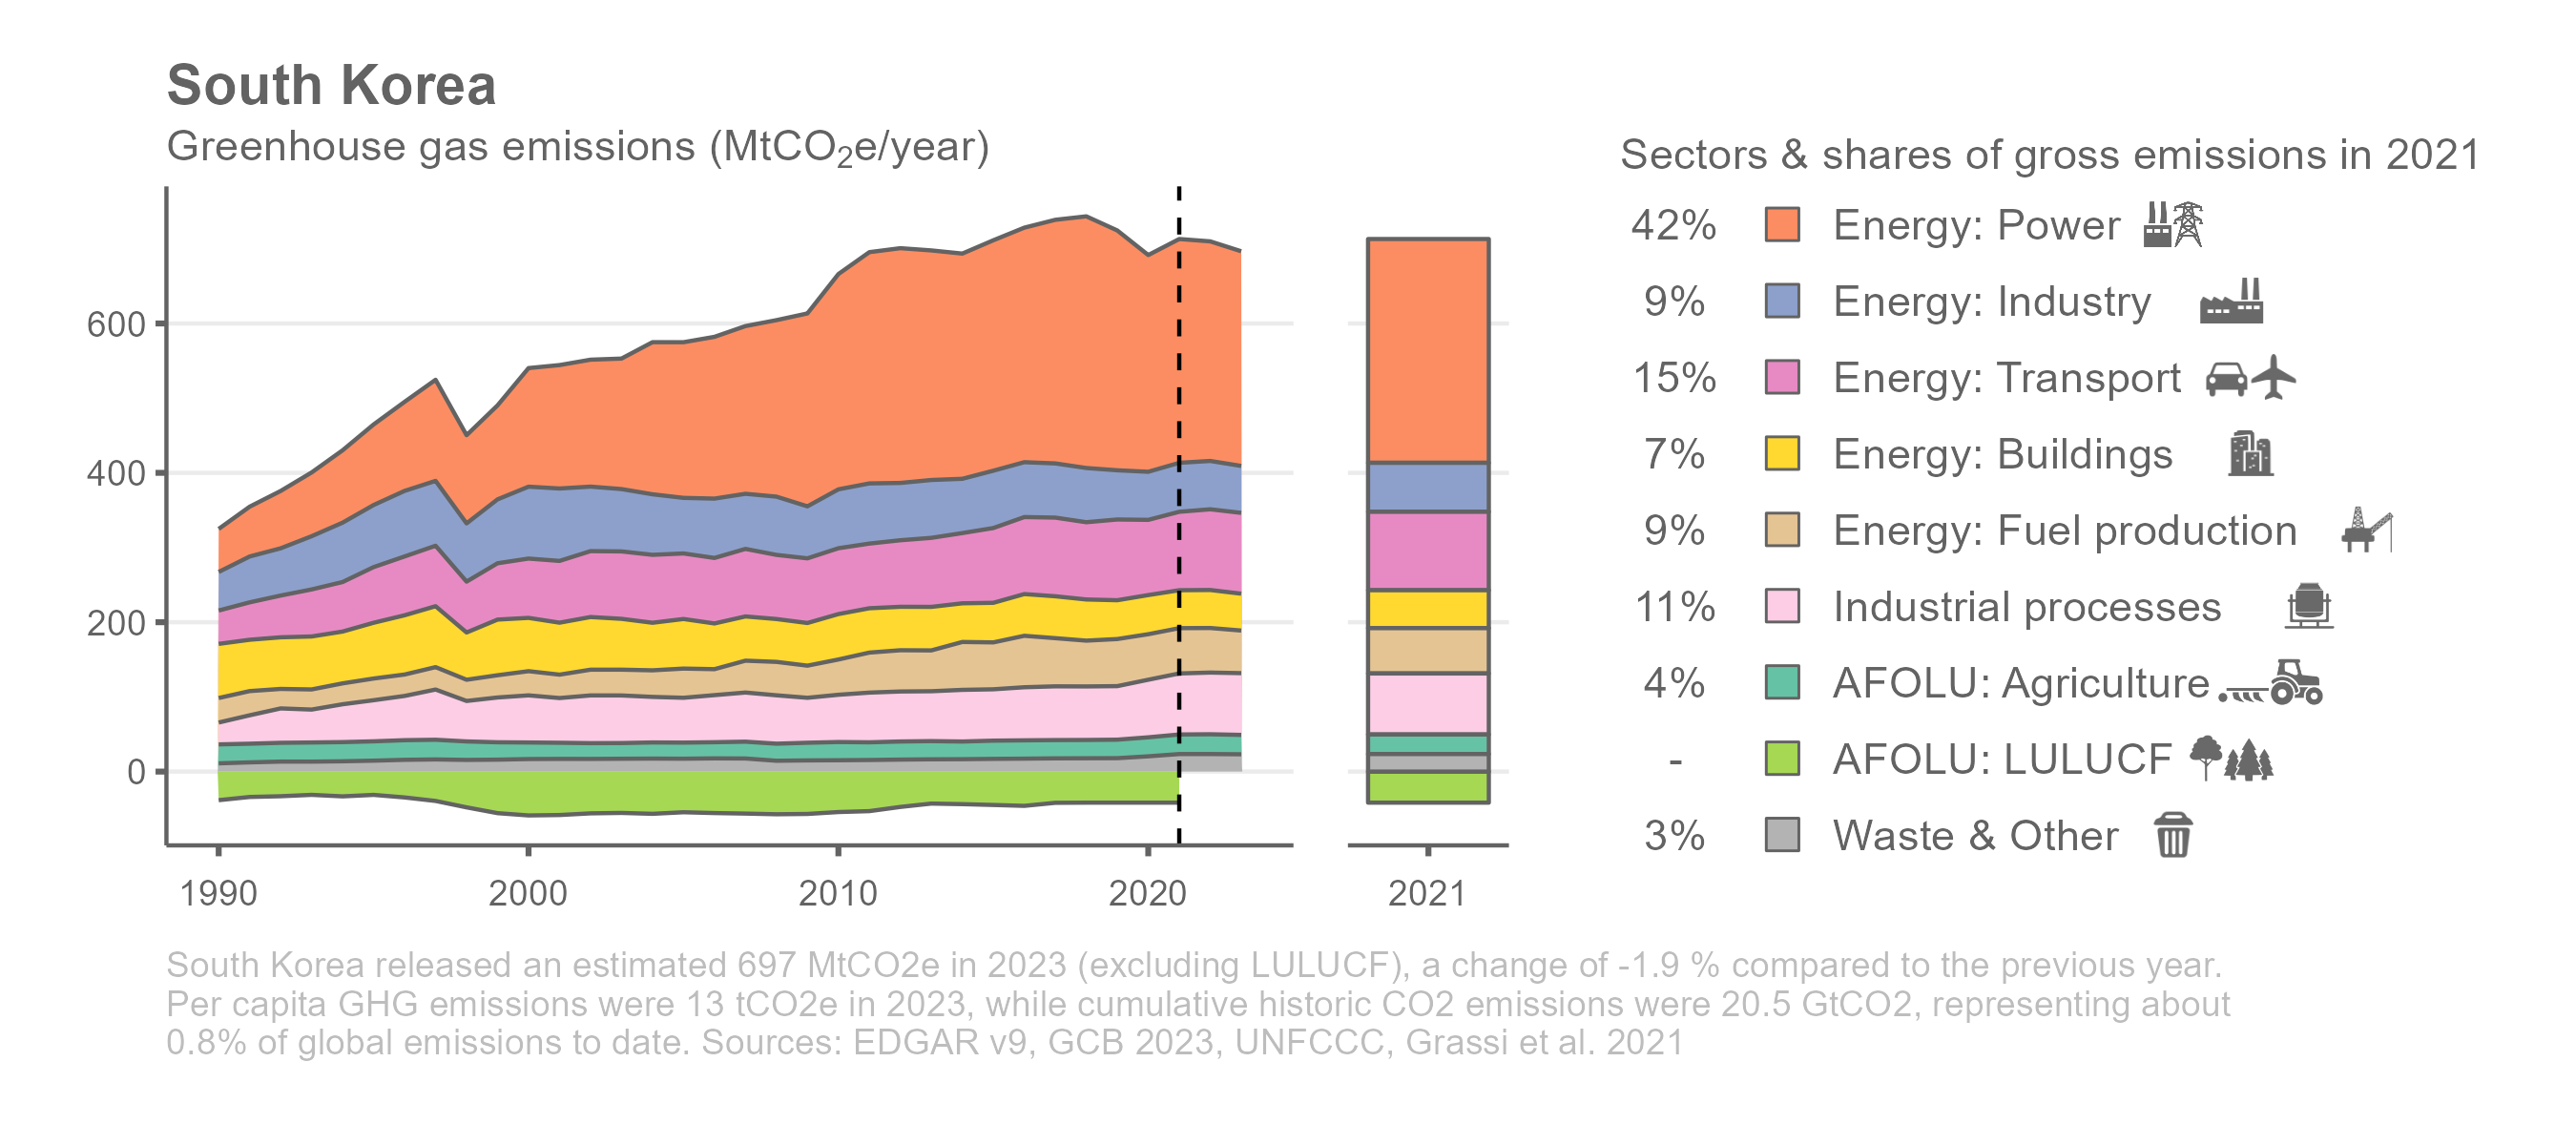 South Korea
Greenhouse gas emissions (MtCO₂e/year)
600
400
200
0
1990
2000
2010
2020
2021
Sectors & shares of gross emissions in 2021
42% Energy: Power
9% Energy: Industry
15% Energy: Transport
7% Energy: Buildings
9% Energy: Fuel production
11% Industrial processes
4% AFOLU: Agriculture
- AFOLU: LULUCF
3% Waste & Other
South Korea released an estimated 697 MtCO2e in 2023 (excluding LULUCF), a change of -1.9 % compared to the previous year.
Per capita GHG emissions were 13 tCO2e in 2023, while cumulative historic CO2 emissions were 20.5 GtCO2, representing about
0.8% of global emissions to date. Sources: EDGAR v9, GCB 2023, UNFCCC, Grassi et al. 2021